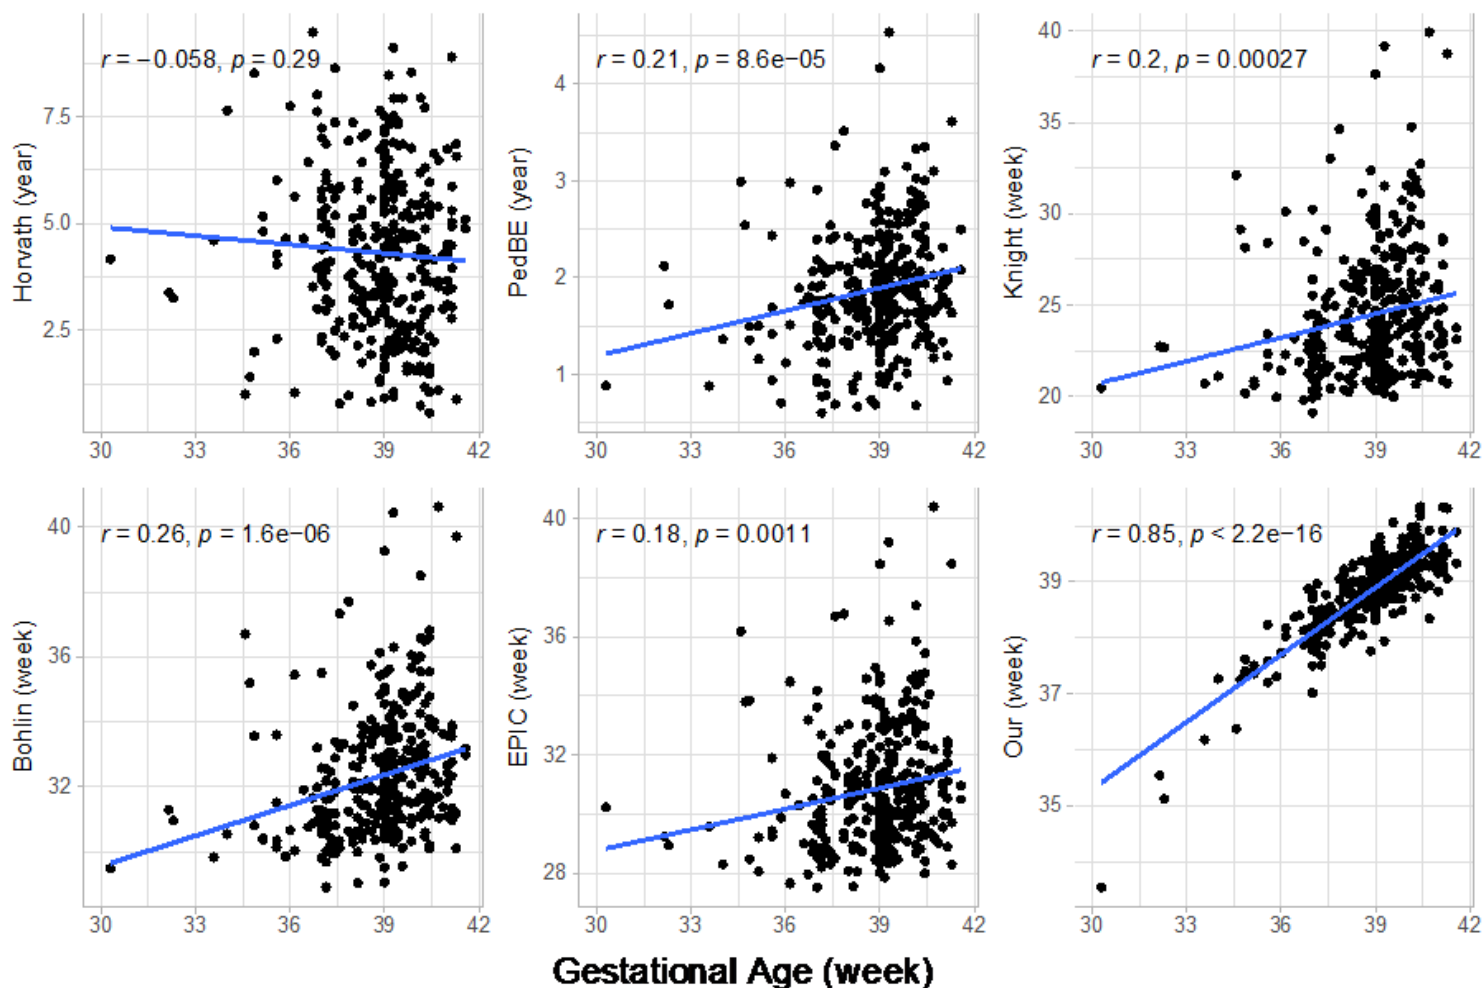 r = −0.058, p = 0.29
Horvath (year)
7.5
5.0
2.5
30 33 36 39 42
r = 0.21, p = 8.6e−05
PedBE (year)
4
3
2
1
30 33 36 39 42
r = 0.2, p = 0.00027
Knight (week)
40
35
30
25
20
30 33 36 39 42
r = 0.26, p = 1.6e−06
Bohlin (week)
40
36
32
30 33 36 39 42
r = 0.18, p = 0.0011
EPIC (week)
40
36
32
28
30 33 36 39 42
r = 0.85, p < 2.2e−16
Our (week)
39
37
35
30 33 36 39 42
Gestational Age (week)